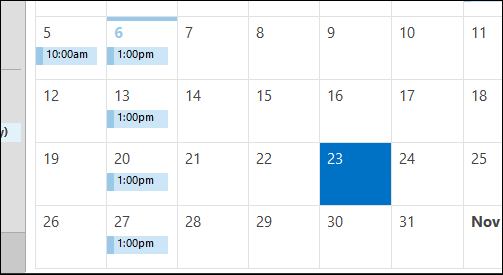 5 6 7 8 9 10 11
10:00am 1:00pm
12 13 14 15 16 17 18
1:00pm
y)
19 20 21 22 23 24 25
1:00pm
26 27 28 29 30 31 Nov
1:00pm